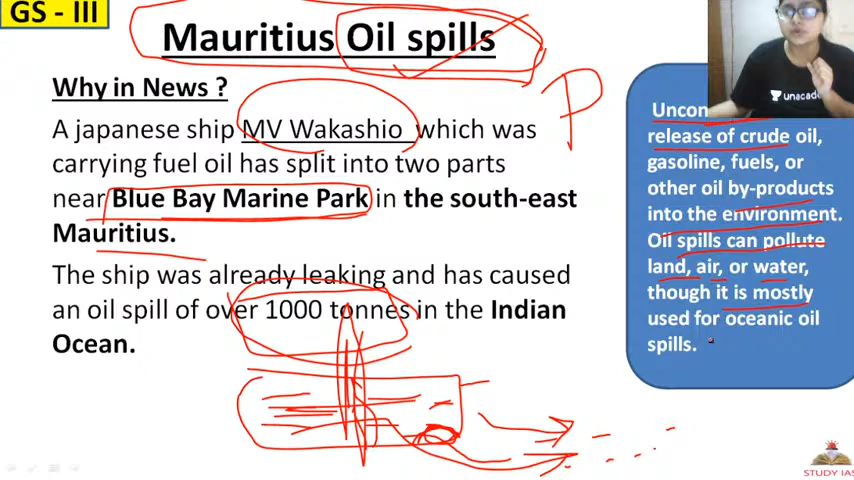 GS - III
Mauritius Oil spills
Why in News ?
A japanese ship MV Wakashio which was
carrying fuel oil has split into two parts
near Blue Bay Marine Park in the south-east
Mauritius.
The ship was already leaking and has caused
an oil spill of over 1000 tonnes in the Indian
Ocean.
P
unacade
release of crude oil,
gasoline, fuels, or
other oil by-products
into the environment.
Oil spills can pollute
land, air, or water,
though it is mostly
used for oceanic oil
spills.
STUDY IAS